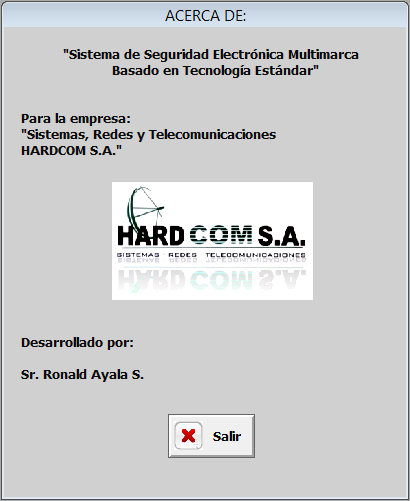 ACERCA DE:
"Sistema de Seguridad Electrónica Multimarca
Basado en Tecnología Estándar"
Para la empresa:
"Sistemas, Redes y Telecomunicaciones
HARDCOM S.A."
HARD COM S.A.
SISTEMAS REDES TELECOMUNICACIONES
Desarrollado por:
Sr. Ronald Ayala S.
Salir